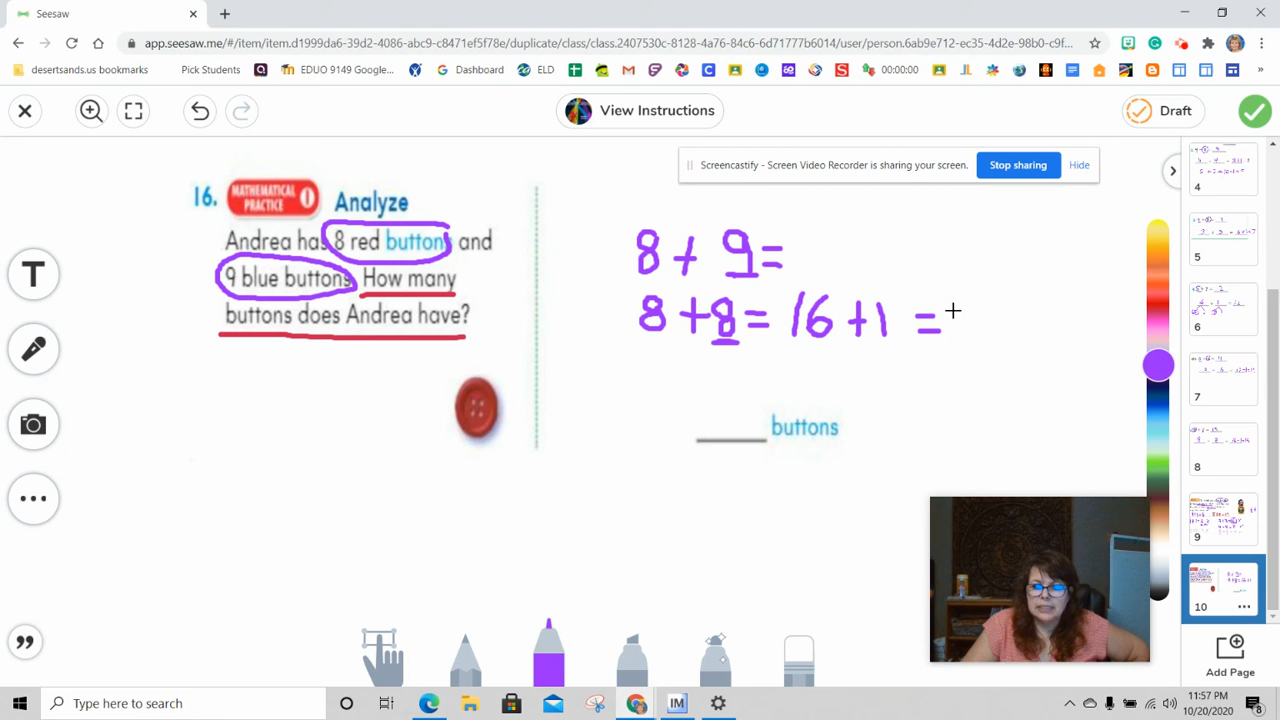 Seesaw
app.seesaw.me/#/item/item.d1999da6-39d2-4086-abc9-c8471ef7f78e/duplicate/class/class.2407530c-8128-4a76-84c6-6d71777b6014/user/person.6ab9e712-ec35-4d2e-98b0-c9f...
desertsands.us bookmarks Pick Students EDUO 9149 Google... Dashboard ELD 00:00:00 »
View Instructions
Draft
Screencastify - Screen Video Recorder is sharing your screen. Stop sharing Hide
16. MATHEMATICAL PRACTICE 1 Analyze
Andrea has 8 red buttons and
9 blue buttons. How many
buttons does Andrea have?
8 + 9 =
8 + 8 = 16 + 1 =
buttons
T
4
5
6
7
8
9
10
Add Page
Type here to search
IM
11:57 PM
10/20/2020
8